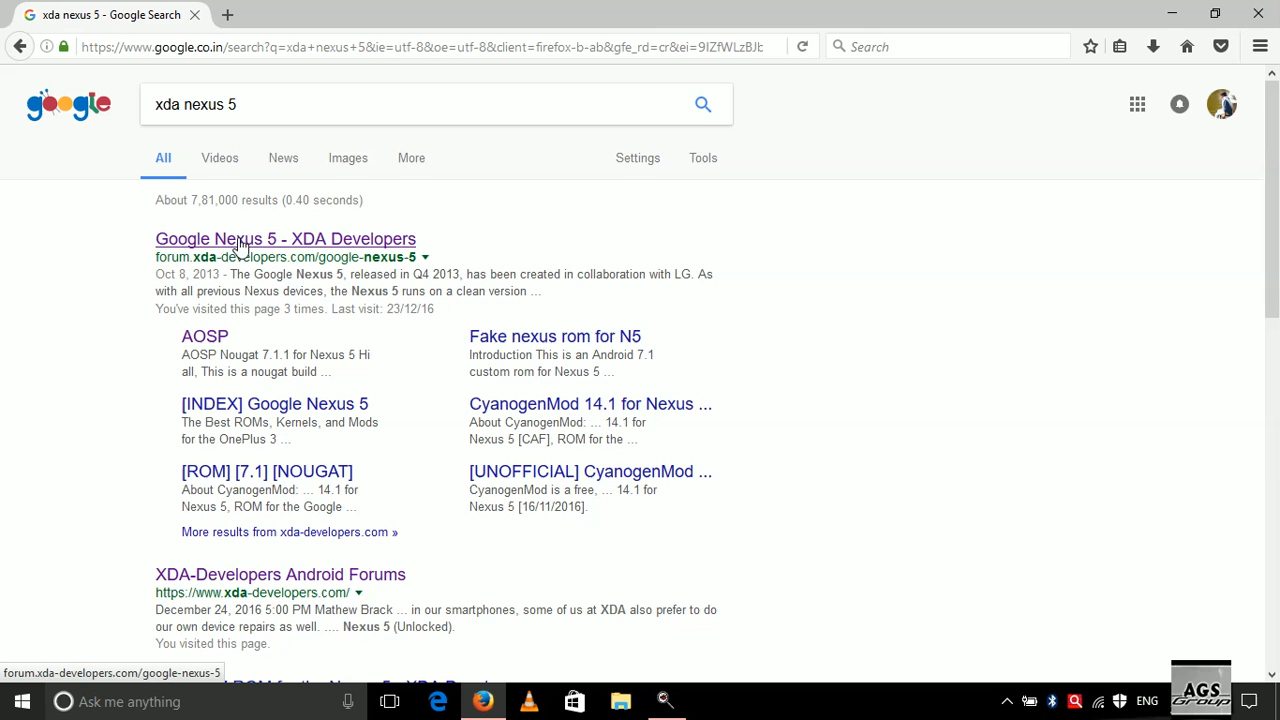 xda nexus 5 - Google Search
https://www.google.co.in/search?q=xda+nexus+5&ie=utf-8&oe=utf-8&client=firefox-b-ab&gfe_rd=cr&ei=9IZfWLzBJb
Search
google
xda nexus 5
All Videos News Images More Settings Tools
About 7,81,000 results (0.40 seconds)
Google Nexus 5 - XDA Developers
forum.xda-developers.com/google-nexus-5
Oct 8, 2013 - The Google Nexus 5, released in Q4 2013, has been created in collaboration with LG. As
with all previous Nexus devices, the Nexus 5 runs on a clean version ...
You've visited this page 3 times. Last visit: 23/12/16
AOSP
AOSP Nougat 7.1.1 for Nexus 5 Hi
all, This is a nougat build ...
Fake nexus rom for N5
Introduction This is an Android 7.1
custom rom for Nexus 5 ...
[INDEX] Google Nexus 5
The Best ROMs, Kernels, and Mods
for the OnePlus 3 ...
CyanogenMod 14.1 for Nexus ...
About CyanogenMod: ... 14.1 for
Nexus 5 [CAF], ROM for the ...
[ROM] [7.1] [NOUGAT]
About CyanogenMod: ... 14.1 for
Nexus 5, ROM for the Google ...
[UNOFFICIAL] CyanogenMod ...
CyanogenMod is a free, ... 14.1 for
Nexus 5 [16/11/2016].
More results from xda-developers.com »
XDA-Developers Android Forums
https://www.xda-developers.com/
December 24, 2016 5:00 PM Mathew Brack ... in our smartphones, some of us at XDA also prefer to do
our own device repairs as well. .... Nexus 5 (Unlocked).
You visited this page.
forum.xda-developers.com/google-nexus-5
Ask me anything
ENG
AGS
Group